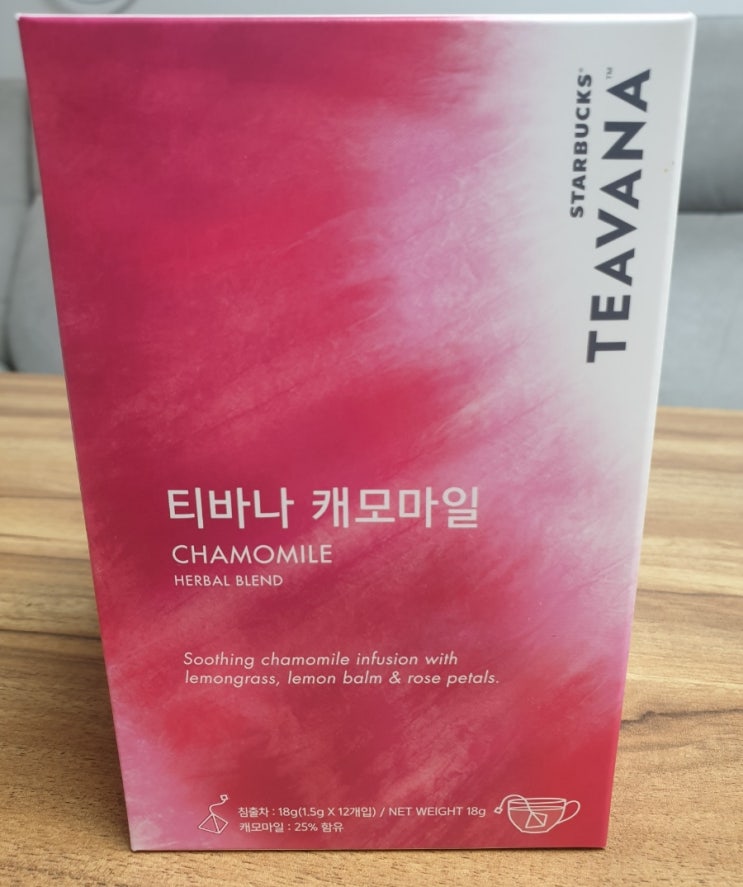 STARBUCKS®
TEAVANA™
티바나 캐모마일
CHAMOMILE
HERBAL BLEND
Soothing chamomile infusion with
lemongrass, lemon balm & rose petals.
침출차 : 18g(1.5g X 12개입) / NET WEIGHT 18g
캐모마일 : 25% 함유